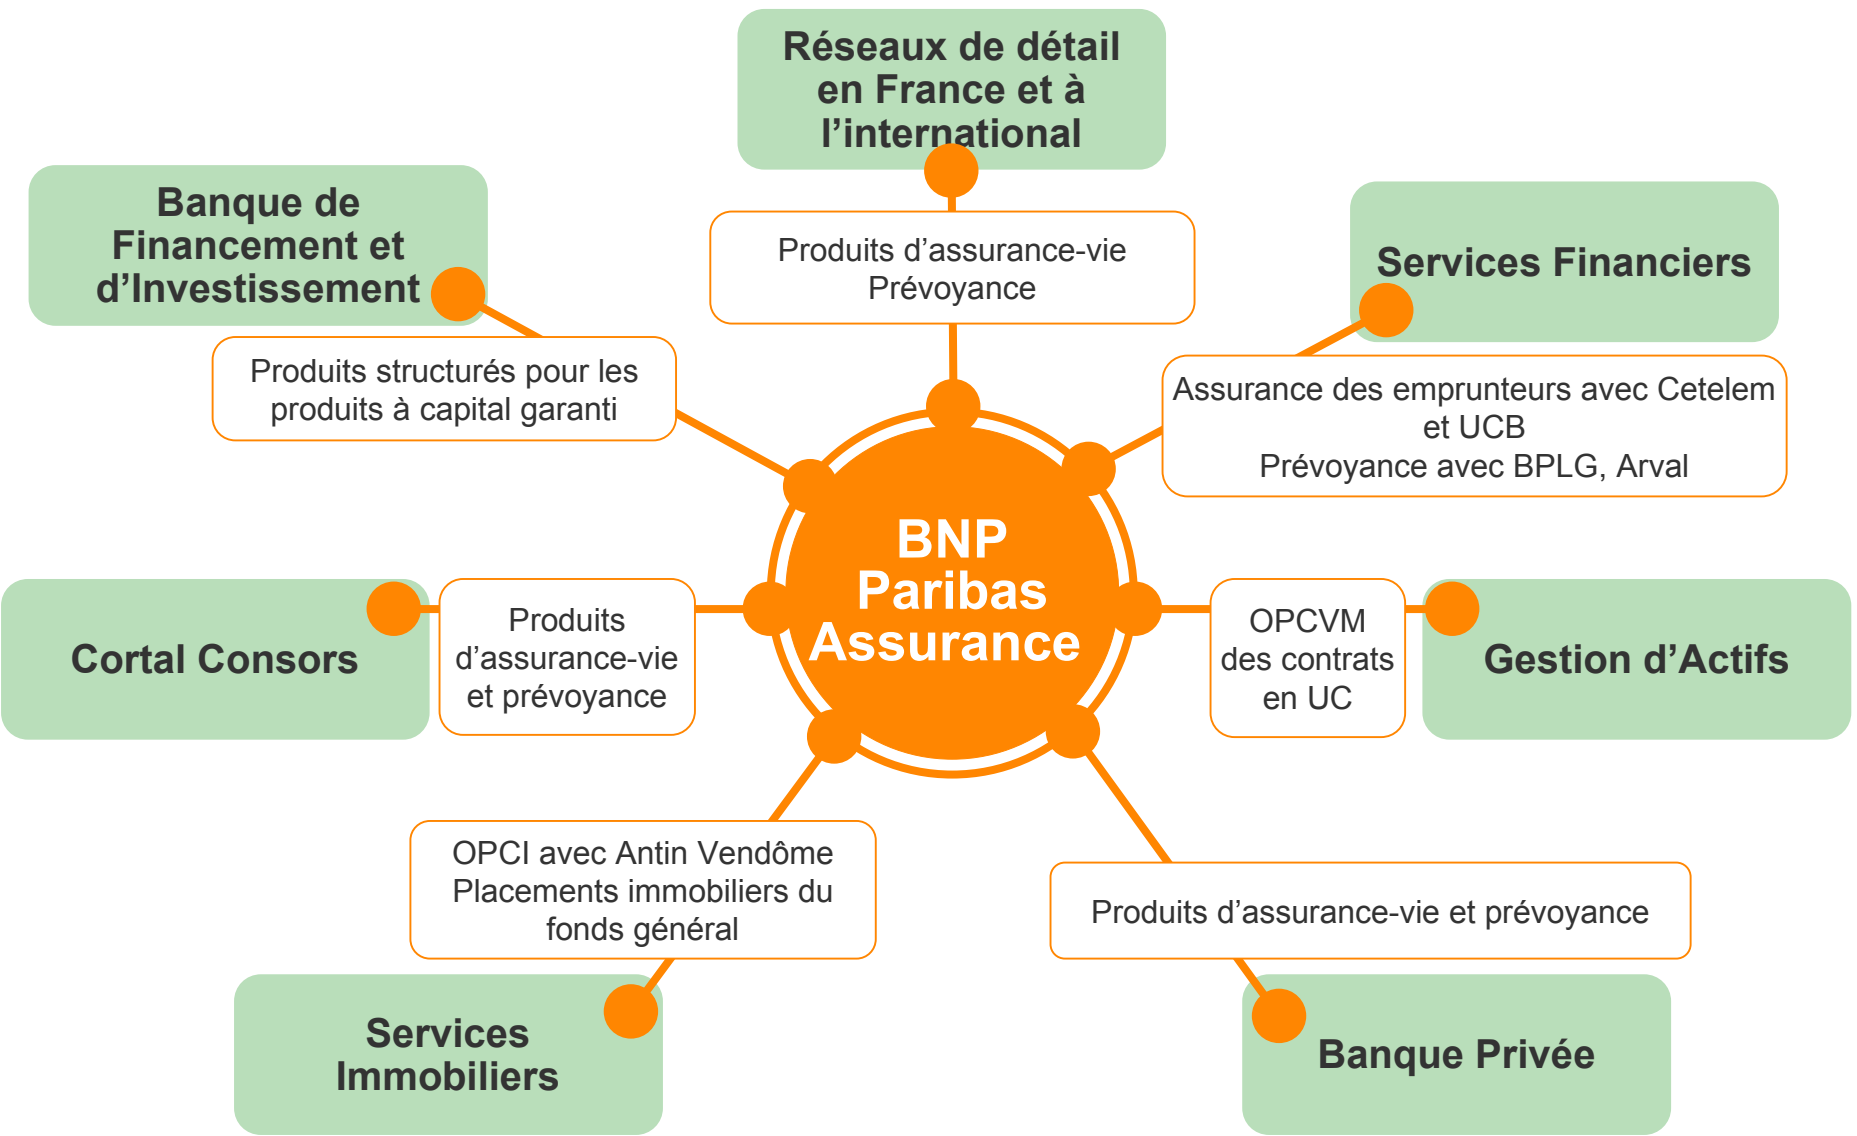 Réseaux de détail
en France et à
l’international
Banque de
Financement et
d’Investissement
Services Financiers
Produits d’assurance-vie
Prévoyance
Produits structurés pour les
produits à capital garanti
Assurance des emprunteurs avec Cetelem
et UCB
Prévoyance avec BPLG, Arval
BNP
Paribas
Assurance
Cortal Consors
Produits
d’assurance-vie
et prévoyance
OPCVM
des contrats
en UC
Gestion d’Actifs
OPCI avec Antin Vendôme
Placements immobiliers du
fonds général
Produits d’assurance-vie et prévoyance
Services
Immobiliers
Banque Privée